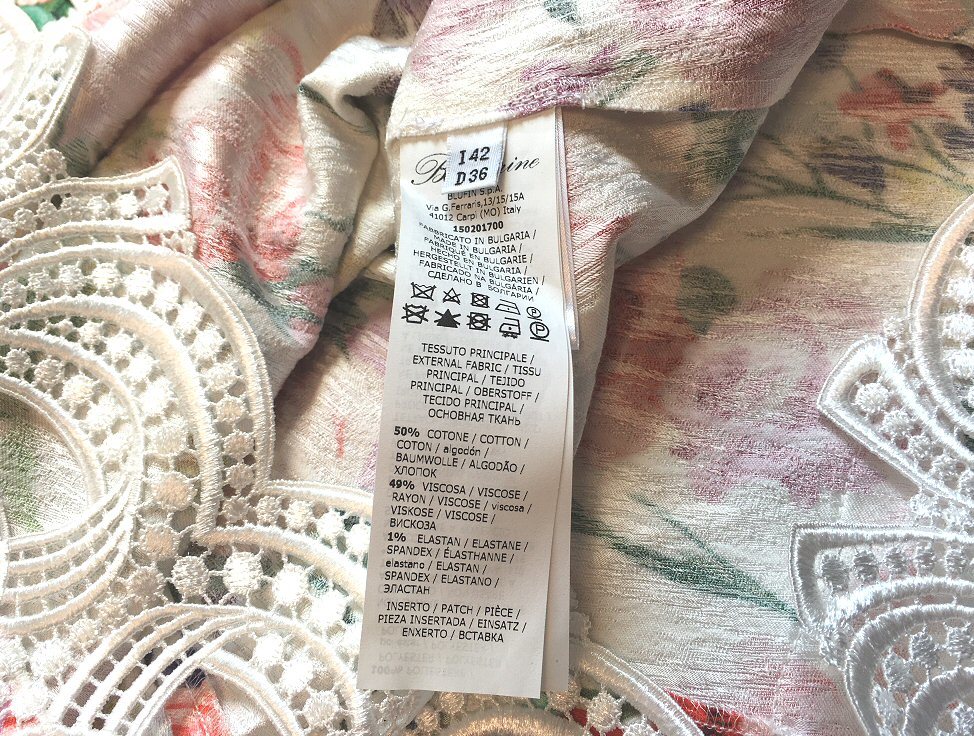 I 42
D 36
BLUFIN S.p.A.
Via G.Ferraris,13/15/15A
41012 Carpi (MO) Italy
150201700
FABBRICATO IN BULGARIA /
MADE IN BULGARIA /
FABRIQUÉ EN BULGARIE /
HECHO EN BULGARIA /
HERGESTELLT IN BULGARIEN /
FABRICADO NA BULGÁRIA /
СДЕЛАНО В БОЛГАРИИ
TESSUTO PRINCIPALE /
EXTERNAL FABRIC / TISSU
PRINCIPAL / TEJIDO
PRINCIPAL / OBERSTOFF /
TECIDO PRINCIPAL /
ОСНОВНАЯ ТКАНЬ
50% COTONE / COTTON /
COTON / algodón /
BAUMWOLLE / ALGODÃO /
ХЛОПОК
49% VISCOSA / VISCOSE /
RAYON / VISCOSE / viscosa /
VISKOSE / VISCOSE /
ВИСКОЗА
1% ELASTAN / ELASTANE /
SPANDEX / ÉLASTHANNE /
elastano / ELASTAN /
SPANDEX / ELASTANO /
ЭЛАСТАН
INSERTO / PATCH / PIÈCE /
PIEZA INSERTADA / EINSATZ /
ENXERTO / ВСТАВКА